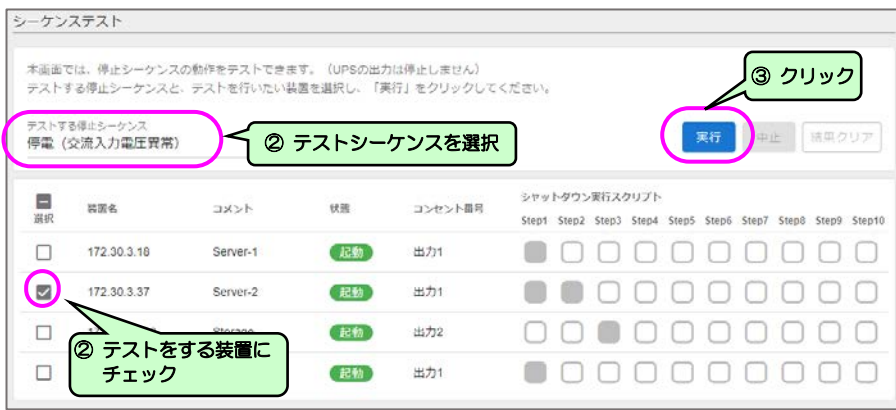 シーケンステスト
本画面では、停止シーケンスの動作をテストできます。（UPSの出力は停止しません）
テストする停止シーケンスと、テストを行いたい装置を選択し、「実行」をクリックしてください。
③ クリック
テストする停止シーケンス
停電（交流入力電圧異常）
② テストシーケンスを選択
実行 中止 結果クリア
選択 装置名 コメント 状態 コンセント番号 シャットダウン実行スクリプト
Step1 Step2 Step3 Step4 Step5 Step6 Step7 Step8 Step9 Step10
172.30.3.18 Server-1 起動 出力1
172.30.3.37 Server-2 起動 出力1
Storage 起動 出力2
② テストをする装置に
チェック
起動 出力1